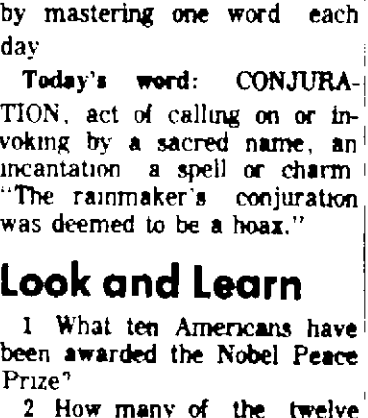 by mastering one word each
day
Today's word: CONJURA-
TION, act of calling on or in-
voking by a sacred name, an
incantation a spell or charm
"The rainmaker's conjuration
was deemed to be a hoax."
Look and Learn
1 What ten Americans have
been awarded the Nobel Peace
Prize?
2 How many of the twelve